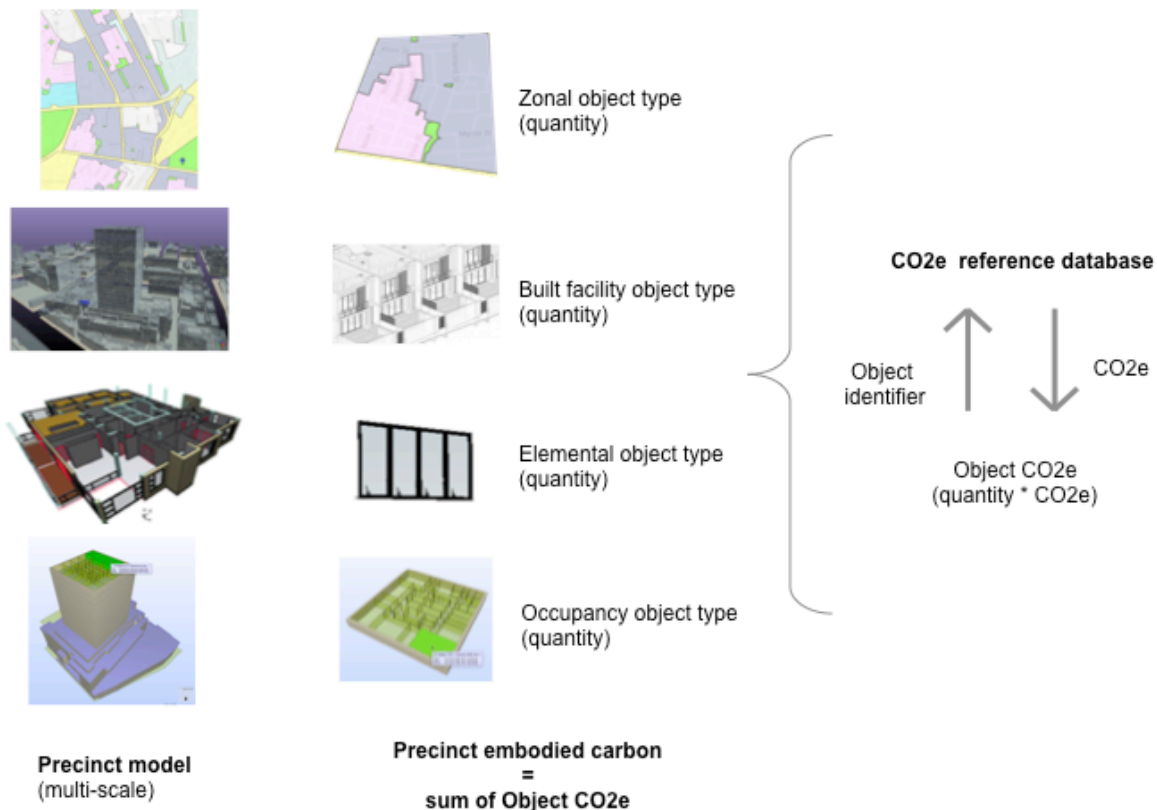 Zonal object type
(quantity)
Built facility object type
(quantity)
Elemental object type
(quantity)
Occupancy object type
(quantity)
CO2e reference database
Object
identifier
CO2e
Object CO2e
(quantity * CO2e)
Precinct model
(multi-scale)
Precinct embodied carbon
=
sum of Object CO2e